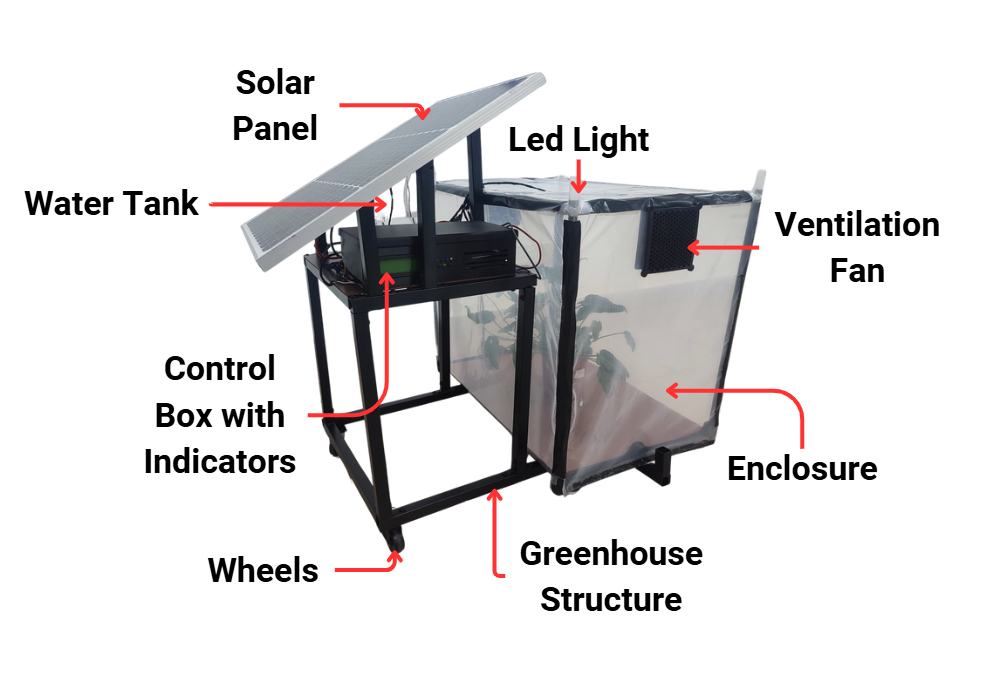 Solar
Panel
Led Light
Water Tank
Ventilation
Fan
Control
Box with
Indicators
Enclosure
Wheels
Greenhouse
Structure